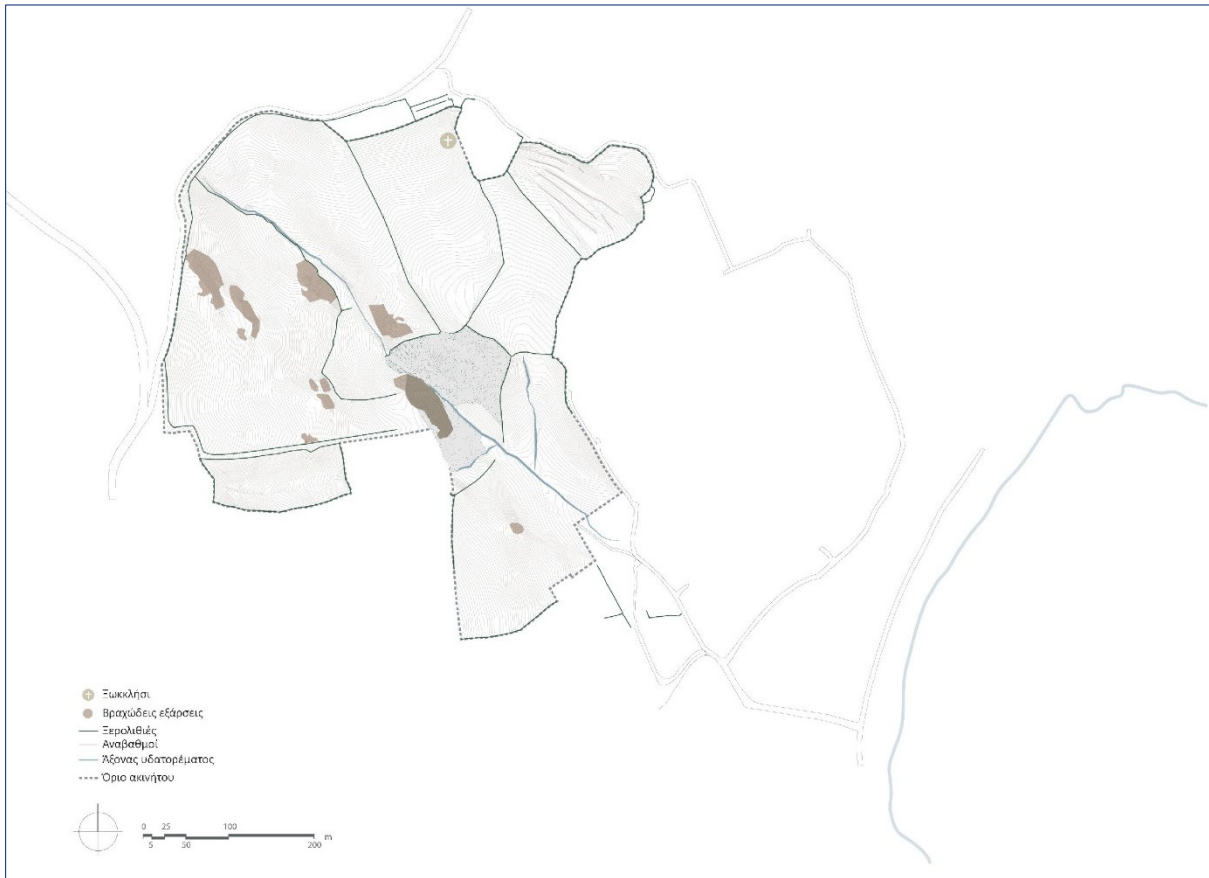 Ξωκκλήσι
Βραχώδεις εξάρσεις
Ξερολιθιές
Αναβαθμοί
Άξονας υδατορέματος
Όριο ακινήτου
0 25 100
5 50 200 m